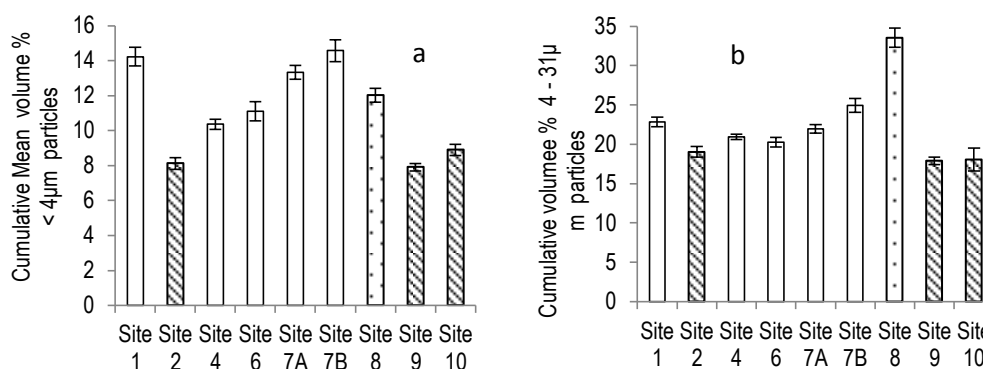 Cumulative Mean volume %
< 4µm particles
16
14
12
10
8
6
4
2
0
a
Site Site Site Site Site Site Site Site Site
1 2 4 6 7A 7B 8 9 10
Cumulative volumee % 4 - 31µ
m particles
35
30
25
20
15
10
5
0
b
Site Site Site Site Site Site Site Site Site
1 2 4 6 7A 7B 8 9 10